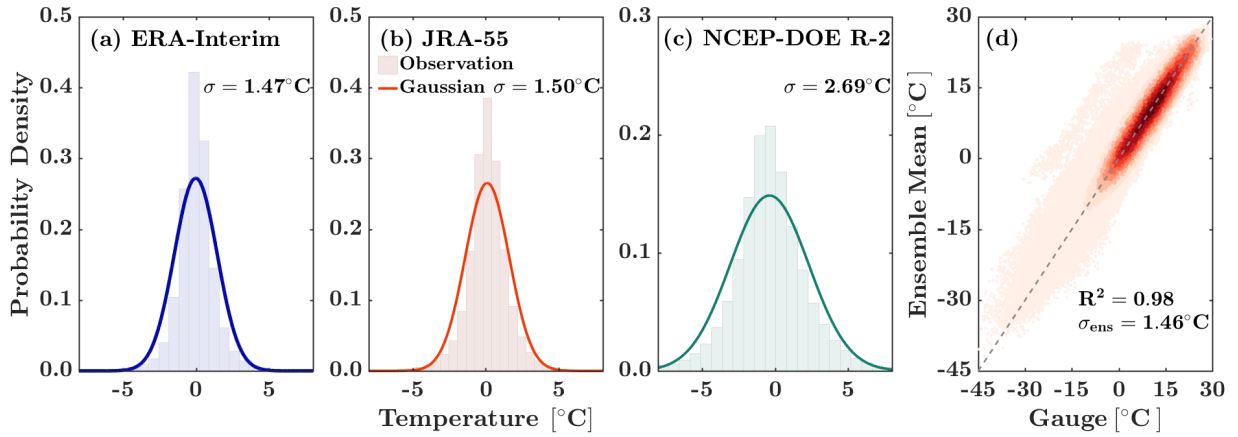 (a) ERA-Interim
σ = 1.47°C
0.5
0.4
0.3
0.2
0.1
0.0
-5 0 5
Probability Density
(b) JRA-55
Observation
Gaussian σ = 1.50°C
0.5
0.4
0.3
0.2
0.1
0.0
-5 0 5
Temperature [°C]
(c) NCEP-DOE R-2
σ = 2.69°C
0.3
0.2
0.1
0.0
-5 0 5
(d)
30
15
0
-15
-30
-45
Ensemble Mean [°C]
R² = 0.98
σens = 1.46°C
-45 -30 -15 0 15 30
Gauge [°C]